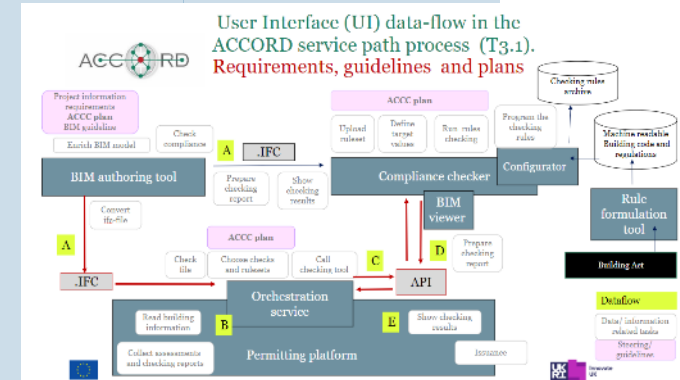 User Interface (UI) data-flow in the
ACCORD service path process (T3.1).
Requirements, guidelines and plans
ACCORD
Project information
requirements
ACCC plan
BIM guideline
Enrich BIM model
Check
compliance
A
.IFC
ACCC plan
Upload
ruleset
Define
target
values
Run rules
checking
Program the
checking
rules
Checking rules
archive
Machine readable
Building code and
regulations
BIM authoring tool
Prepare
checking
report
Show
checking
results
Compliance checker
Configurator
BIM
viewer
Rule
formulation
tool
Convert
ifc-file
A
ACCC plan
Check
file
Choose checks
and rulesets
Call
checking tool
C
D
Prepare
checking
report
Building Act
.IFC
API
Orchestration
service
Dataflow
Read building
information
B
E
Show checking
results
Data/ information
related tasks
Collect assessments
and checking reports
Permitting platform
Issuance
Steering/
guidelines
UK
RI
Innovate
UK